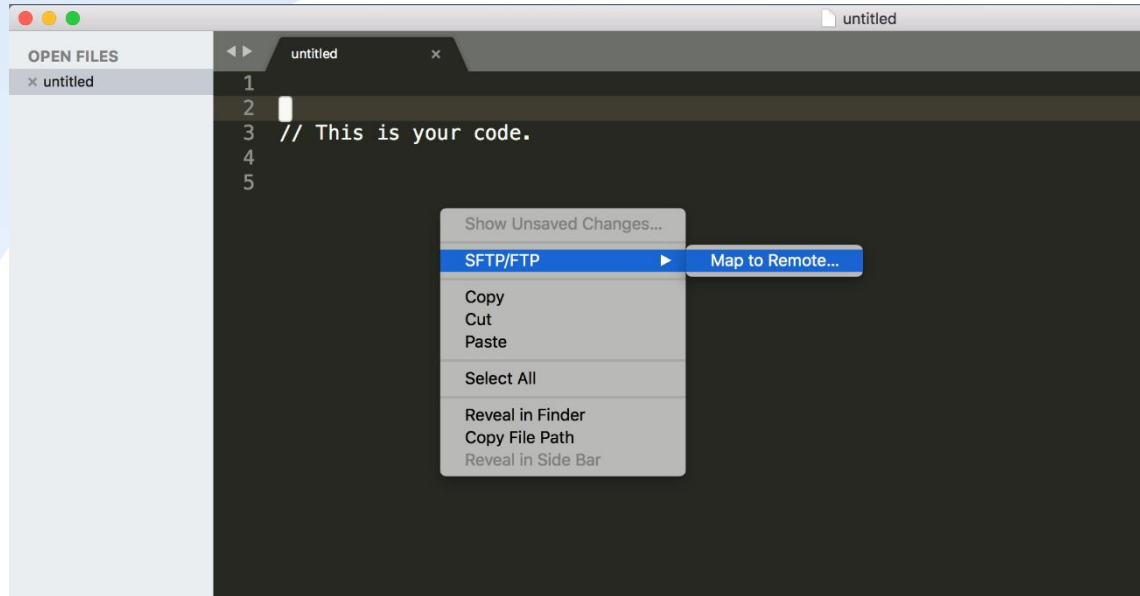 untitled
OPEN FILES
× untitled
untitled ×
1
2
3 // This is your code.
4
5
Show Unsaved Changes...
SFTP/FTP
Map to Remote...
Copy
Cut
Paste
Select All
Reveal in Finder
Copy File Path
Reveal in Side Bar